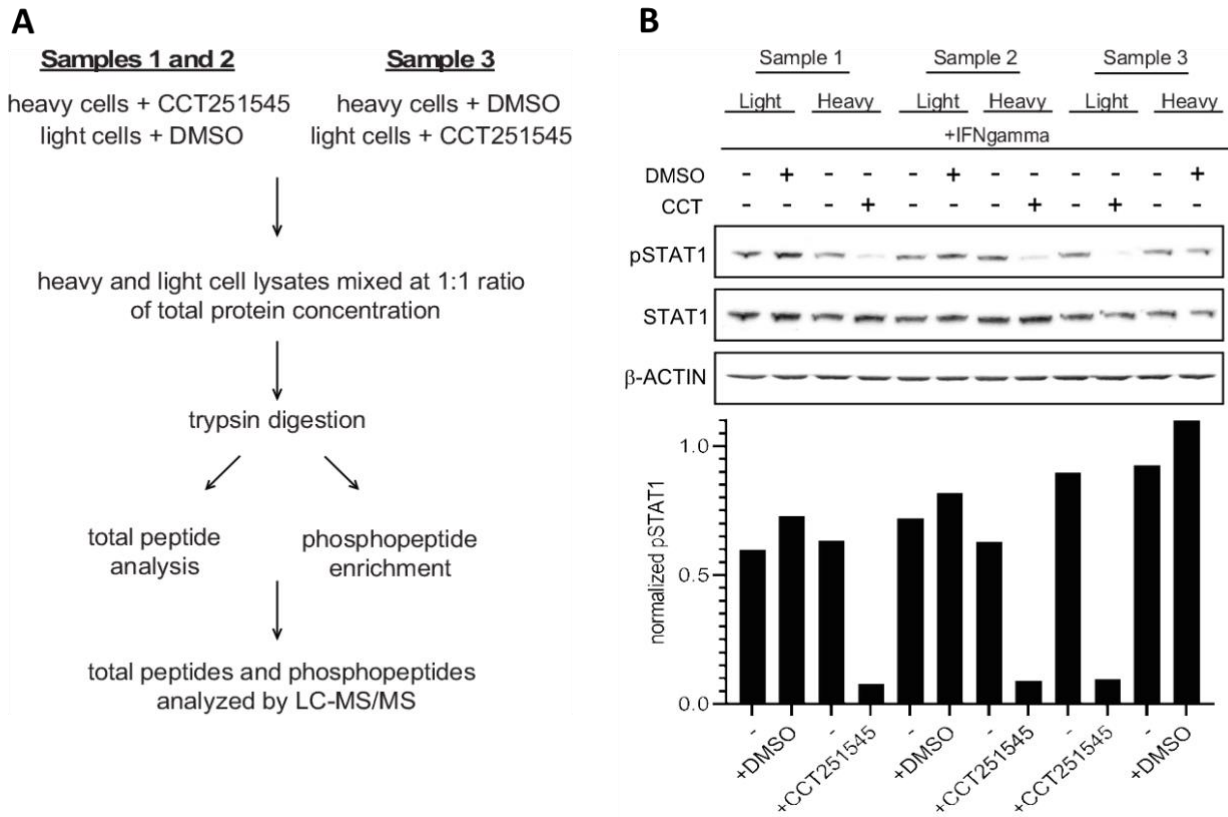 A
Samples 1 and 2
heavy cells + CCT251545
light cells + DMSO
Sample 3
heavy cells + DMSO
light cells + CCT251545
heavy and light cell lysates mixed at 1:1 ratio
of total protein concentration
trypsin digestion
total peptide
analysis
phosphopeptide
enrichment
total peptides and phosphopeptides
analyzed by LC-MS/MS
B
Sample 1 Sample 2 Sample 3
Light Heavy Light Heavy Light Heavy
+IFNgamma
DMSO - + - - - + - - - - - +
CCT - - - + - - - + - + - -
pSTAT1
STAT1
β-ACTIN
normalized pSTAT1
1.0
0.5
0.0
- +DMSO - +CCT251545 - +DMSO - +CCT251545 - +CCT251545 - +DMSO